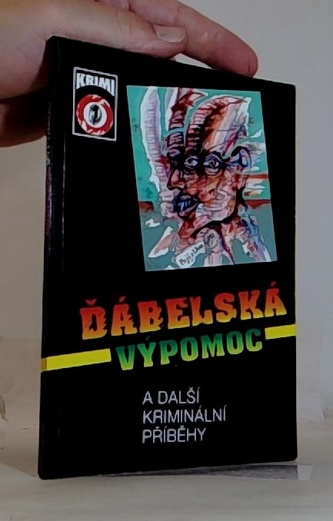 KRIMI
ĎÁBELSKÁ
VÝPOMOC
A DALŠÍ
KRIMINÁLNÍ
PŘÍBĚHY